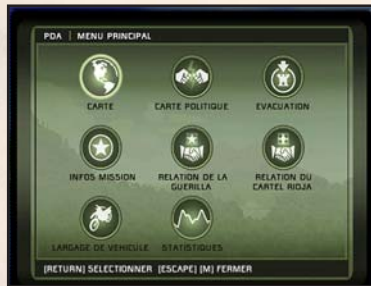 PDA | MENU PRINCIPAL
CARTE
CARTE POLITIQUE
EVACUATION
INFOS MISSION
RELATION DE LA
GUERILLA
RELATION DU
CARTEL RIOJA
LARGAGE DE VEHICULE
STATISTIQUES
[RETURN] SELECTIONNER [ESCAPE] [M] FERMER